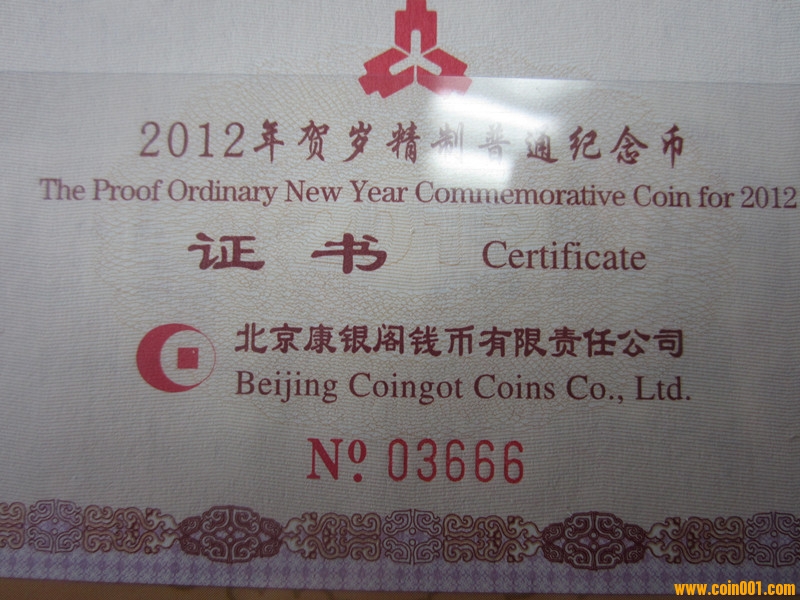 2012年贺岁精制普通纪念币
The Proof Ordinary New Year Commemorative Coin for 2012
证书 Certificate
北京康银阁钱币有限责任公司
Beijing Coingot Coins Co., Ltd.
Nº. 03666
www.coin001.com